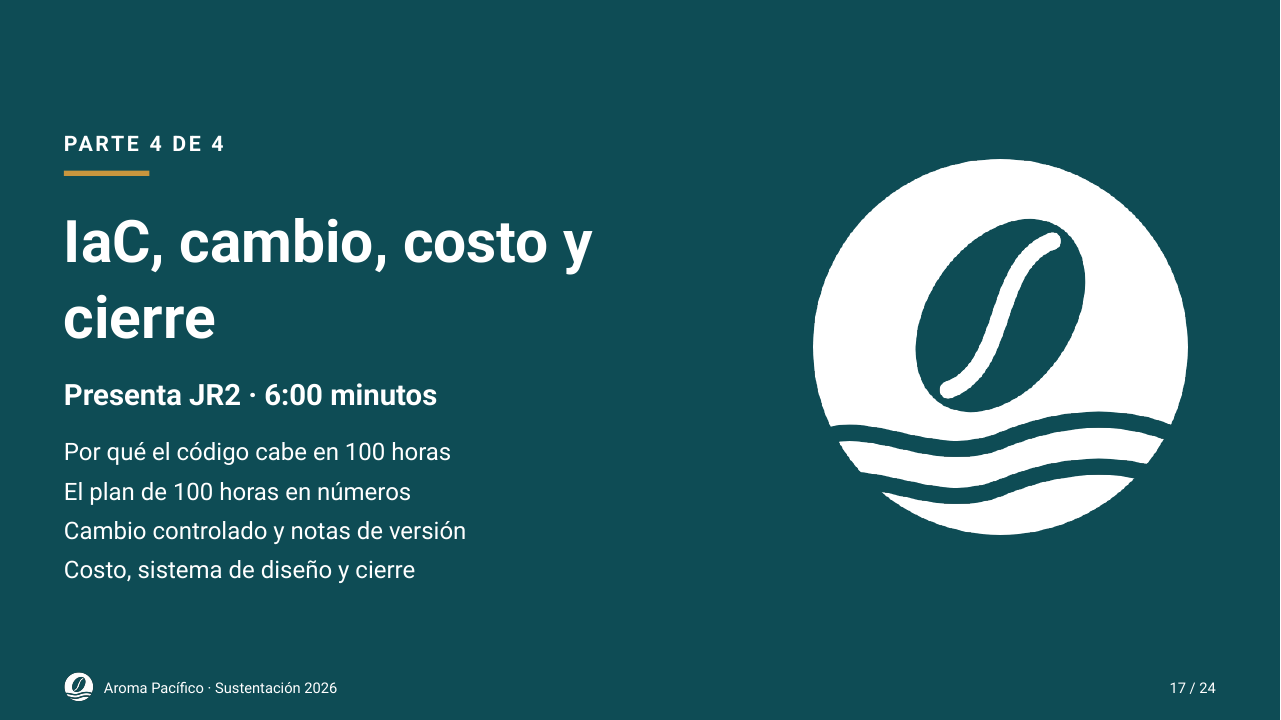 PARTE 4 DE 4
IaC, cambio, costo y
cierre
Presenta JR2 · 6:00 minutos
Por qué el código cabe en 100 horas
El plan de 100 horas en números
Cambio controlado y notas de versión
Costo, sistema de diseño y cierre
Aroma Pacífico · Sustentación 2026
17 / 24